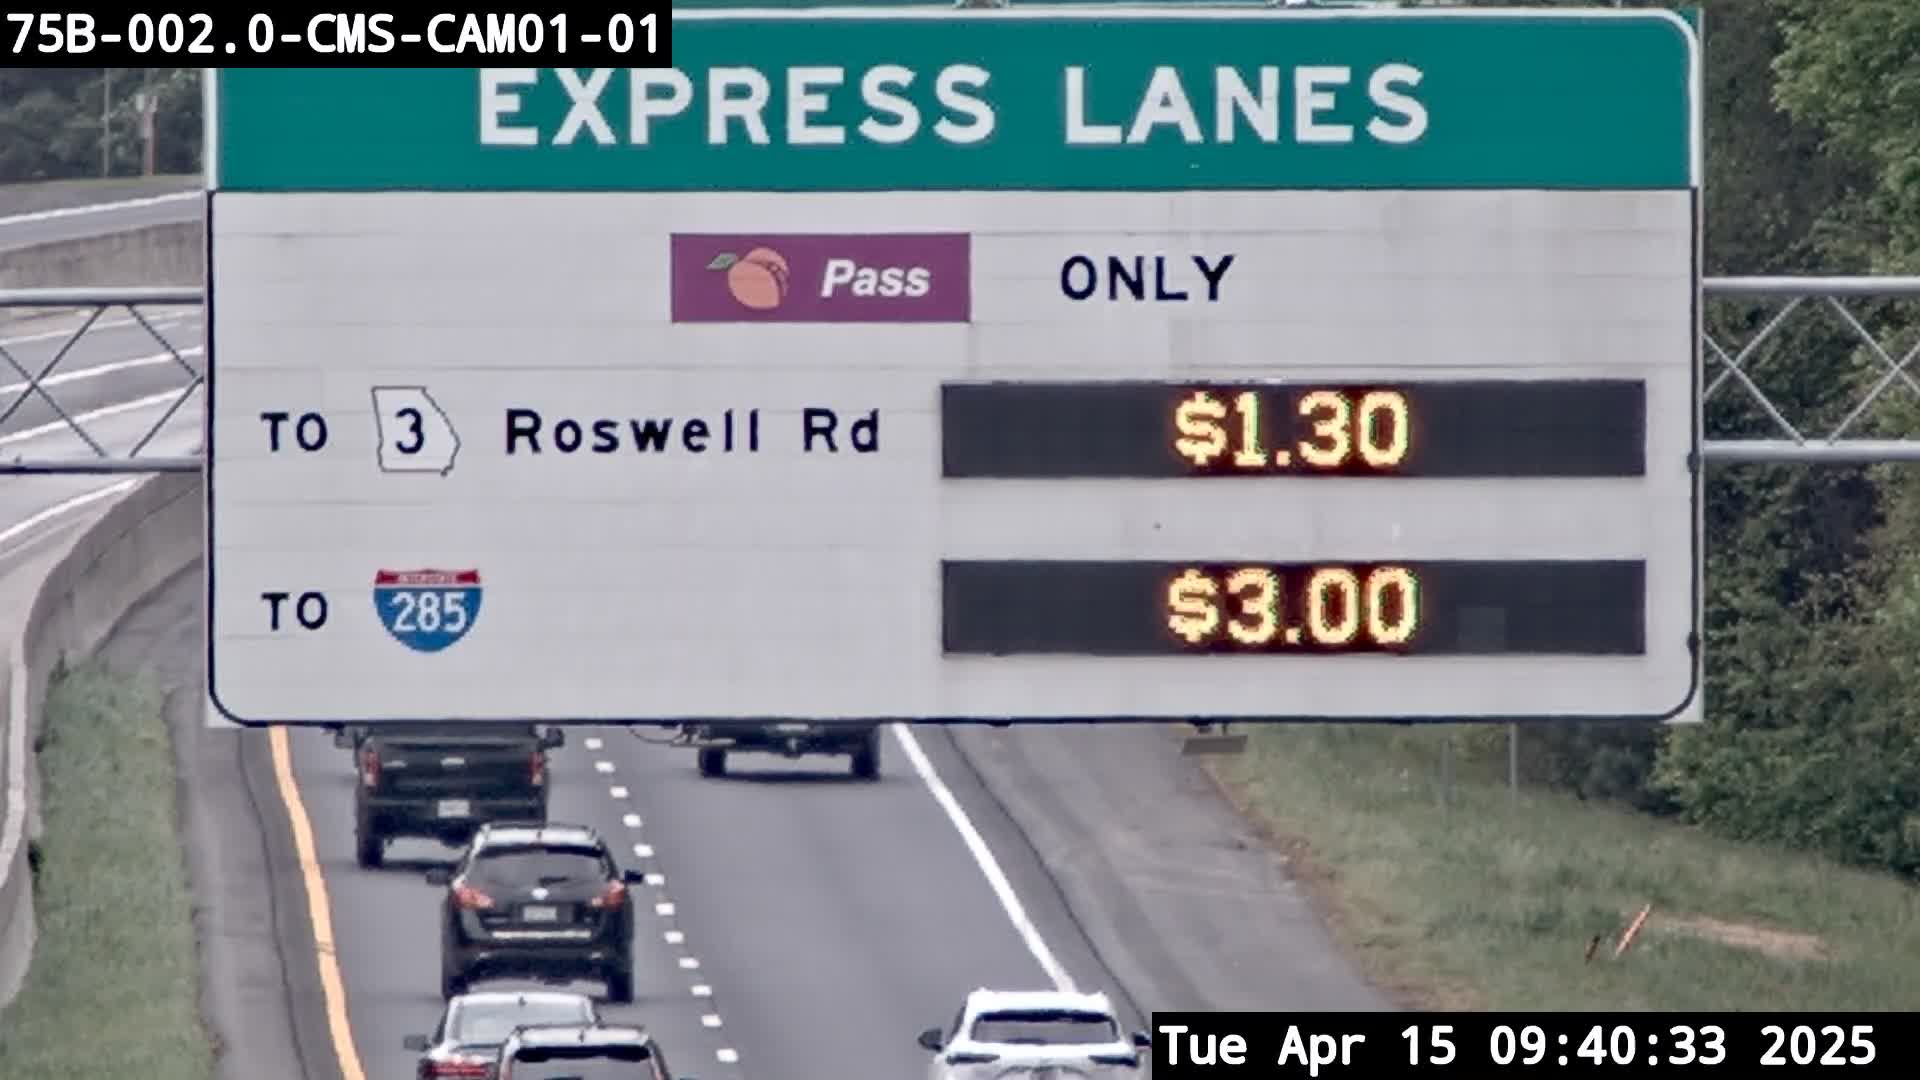 75B-002.0-CMS-CAM01-01
EXPRESS LANES
Pass ONLY
TO 3 Roswell Rd $1.30
TO 285 $3.00
Tue Apr 15 09:40:33 2025